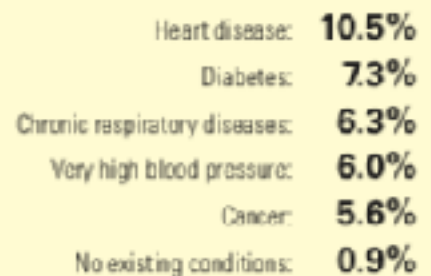 Heart disease: 10.5%
Diabetes: 7.3%
Chronic respiratory diseases: 6.3%
Very high blood pressure: 6.0%
Cancer: 5.6%
No existing conditions: 0.9%